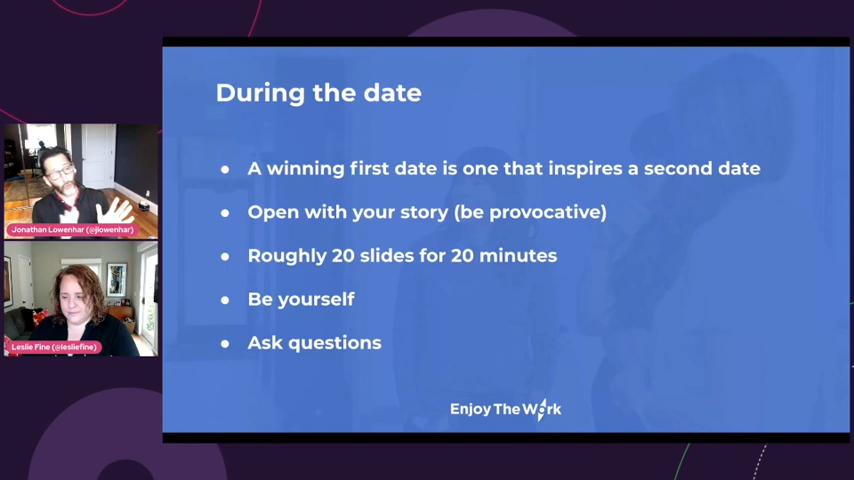 During the date
● A winning first date is one that inspires a second date
● Open with your story (be provocative)
● Roughly 20 slides for 20 minutes
● Be yourself
● Ask questions
Enjoy The Work
Jonathan Lowenhar (@jlowenhar)
Leslie Fine (@lesliefine)